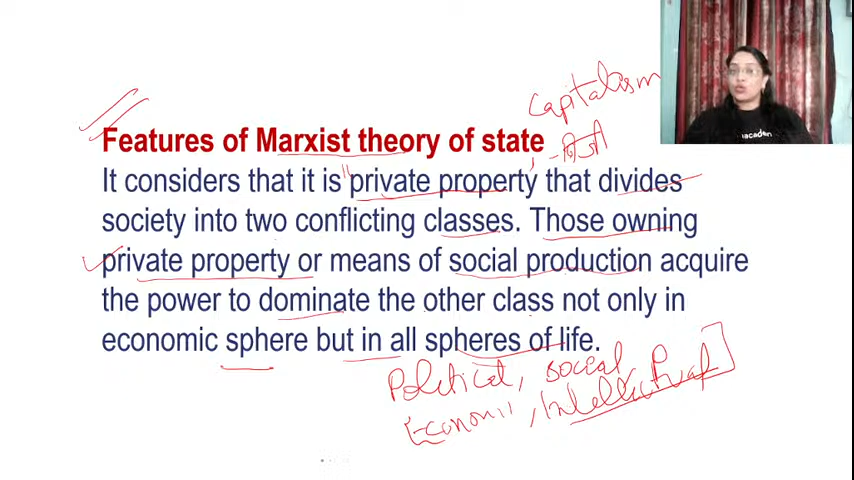 Capitalism
Features of Marxist theory of state
It considers that it is " private property that divides
society into two conflicting classes. Those owning
private property or means of social production acquire
the power to dominate the other class not only in
economic sphere but in all spheres of life.
Political, social,
Economi, Intellectual